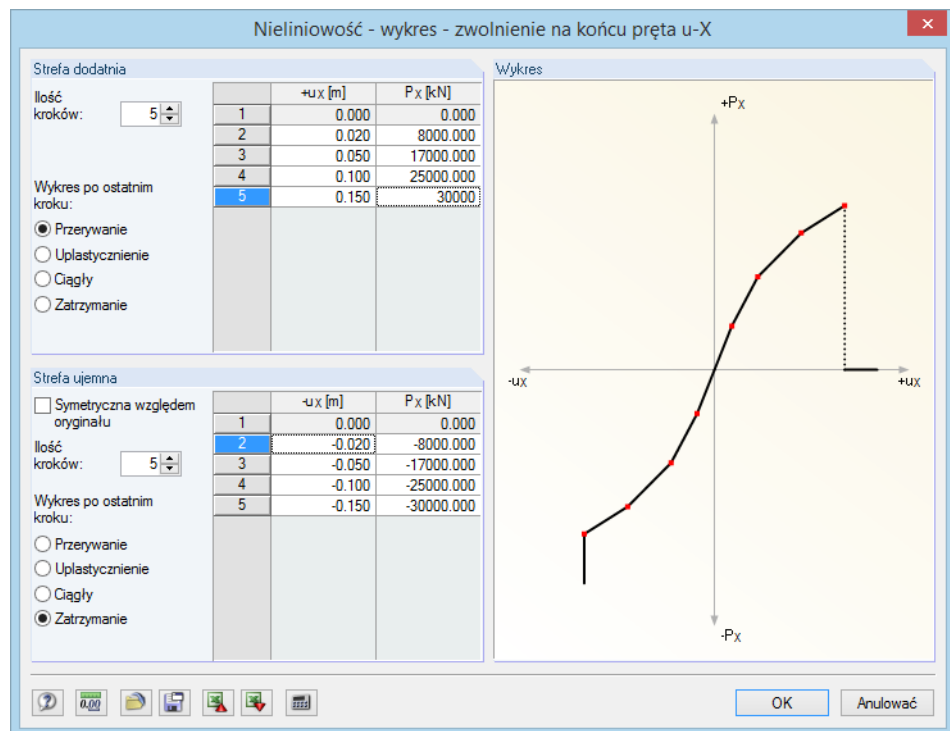 Nieliniowość - wykres - zwolnienie na końcu pręta u-X
Strefa dodatnia
Ilość
kroków: 5
Wykres po ostatnim
kroku:
Przerywanie
Uplastycznienie
Ciągły
Zatrzymanie
+uX [m] PX [kN]
1 0.000 0.000
2 0.020 8000.000
3 0.050 17000.000
4 0.100 25000.000
5 0.150 30000
Strefa ujemna
Symetryczna względem
oryginału
Ilość
kroków: 5
Wykres po ostatnim
kroku:
Przerywanie
Uplastycznienie
Ciągły
Zatrzymanie
-uX [m] PX [kN]
1 0.000 0.000
2 -0.020 -8000.000
3 -0.050 -17000.000
4 -0.100 -25000.000
5 -0.150 -30000.000
Wykres
+PX
-uX
+uX
-PX
0.00
OK Anulować